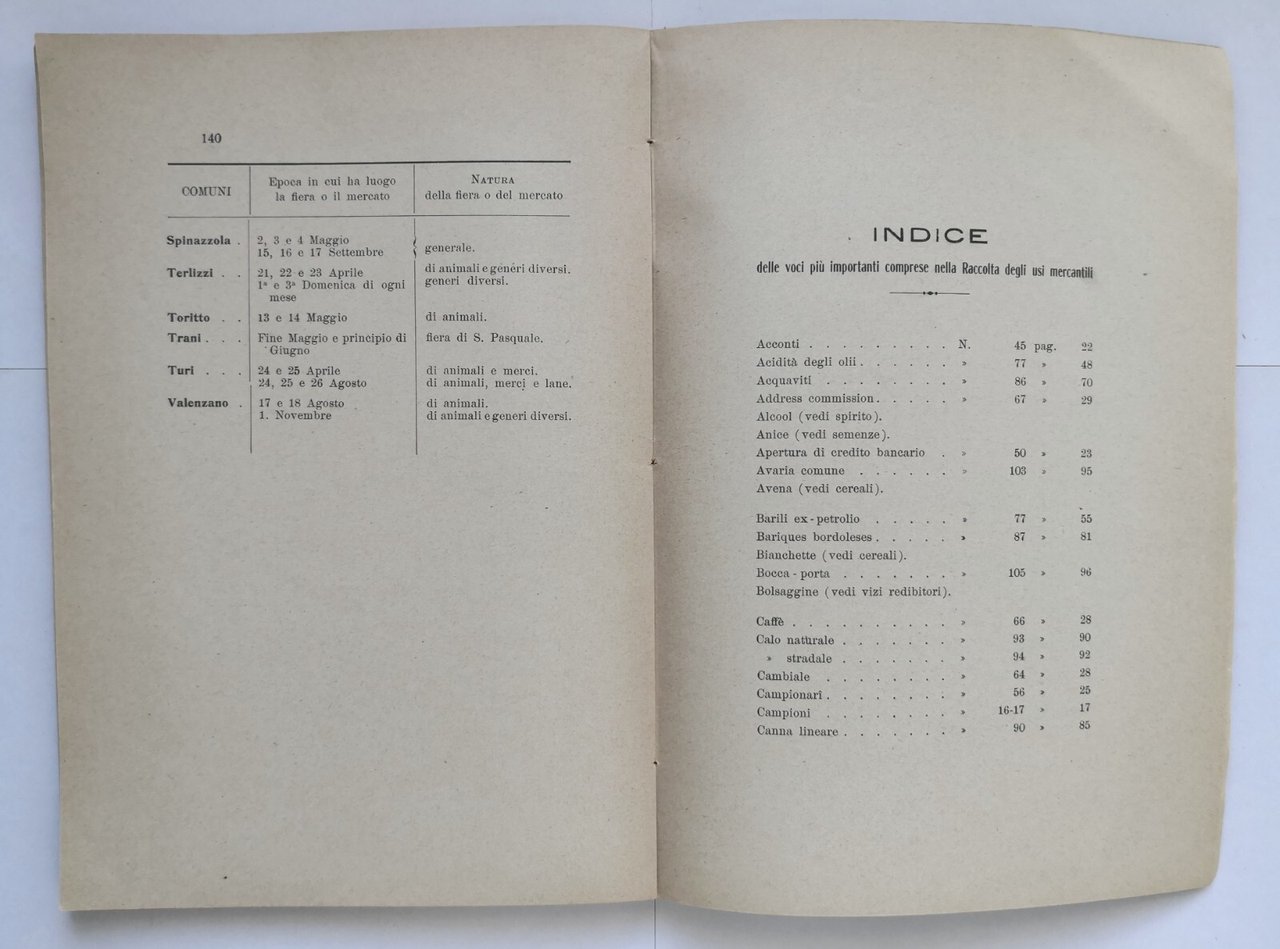 140
COMUNI
Epoca in cui ha luogo
la fiera o il mercato
NATURA
della fiera o del mercato
Spinazzola . 2, 3 e 4 Maggio
15, 16 e 17 Settembre generale.
Terlizzi . . 21, 22 e 23 Aprile di animali e generi diversi.
1ª e 3ª Domenica di ogni generi diversi.
mese
Toritto . . 13 e 14 Maggio di animali.
Trani . . . Fine Maggio e principio di fiera di S. Pasquale.
Giugno
Turi . . . 24 e 25 Aprile di animali e merci.
24, 25 e 26 Agosto di animali, merci e lane.
Valenzano . 17 e 18 Agosto di animali.
1. Novembre di animali e generi diversi.
INDICE
delle voci più importanti comprese nella Raccolta degli usi mercantili
Acconti . . . . . . . . . N. 45 pag. 22
Acidità degli olii . . . . . . » 77 » 48
Acquaviti . . . . . . . . » 86 » 70
Address commission . . . . . » 67 » 29
Alcool (vedi spirito).
Anice (vedi semenze).
Apertura di credito bancario . » 50 » 23
Avaria comune . . . . . . » 103 » 95
Avena (vedi cereali).
Barili ex-petrolio . . . . . » 77 » 55
Bariques bordoleses . . . . . » 87 » 81
Bianchette (vedi cereali).
Bocca-porta . . . . . . . » 105 » 96
Bolsaggine (vedi vizi redibitori).
Caffè . . . . . . . . . . » 66 » 28
Calo naturale . . . . . . . » 93 » 90
» stradale . . . . . . . » 94 » 92
Cambiale . . . . . . . . » 64 » 28
Campionari . . . . . . . . » 56 » 25
Campioni . . . . . . . . » 16-17 » 17
Canna lineare . . . . . . . » 90 » 85